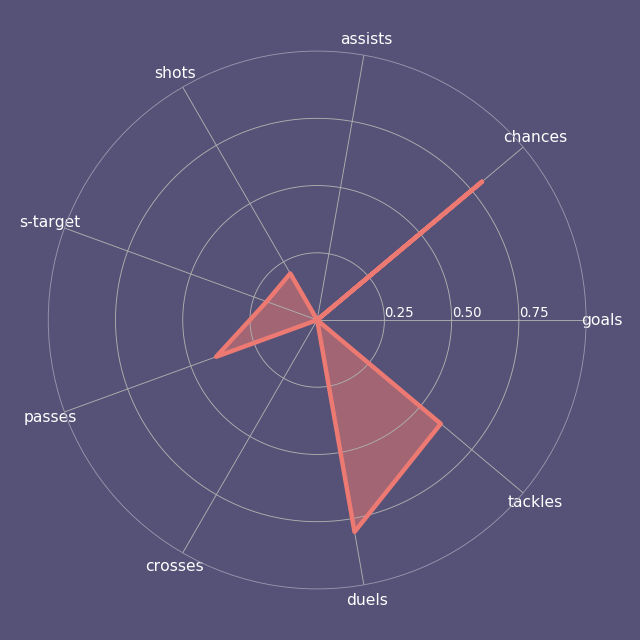 assists
shots
chances
s-target
0.25
0.50
0.75
goals
passes
tackles
crosses
duels